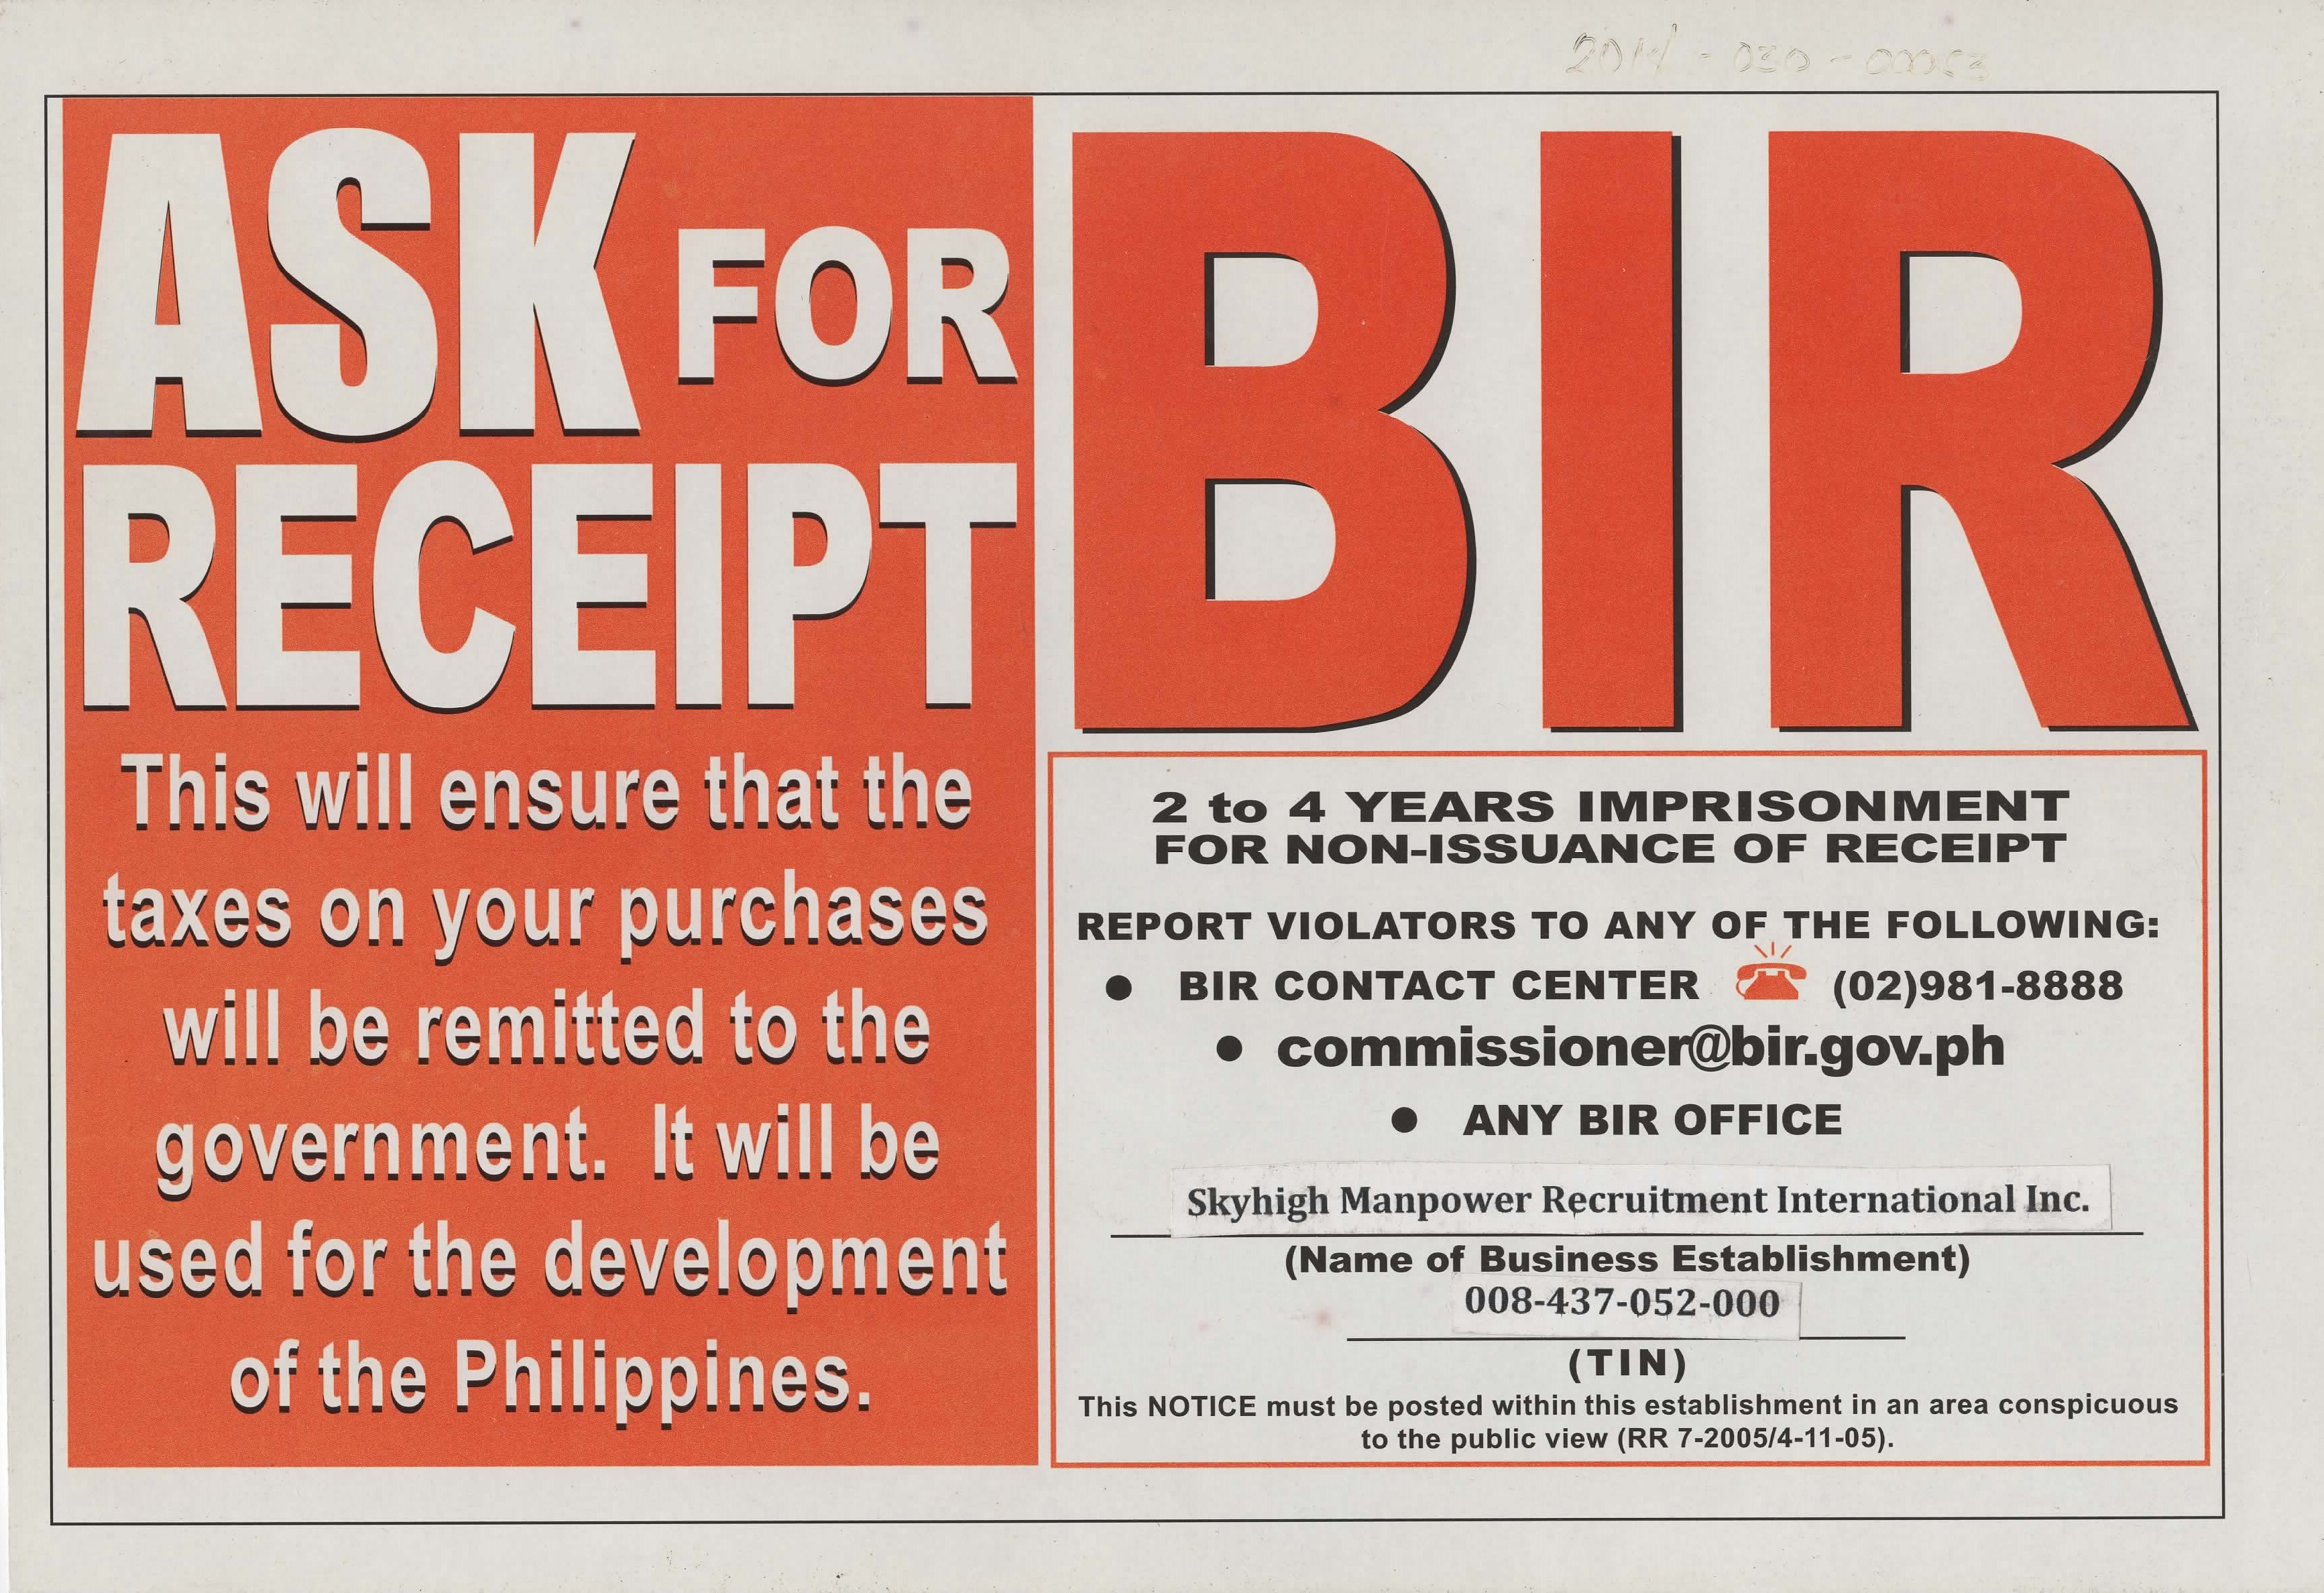 ASK FOR
RECEIPT
This will ensure that the
taxes on your purchases
will be remitted to the
government. It will be
used for the development
of the Philippines.
BIR
2 to 4 YEARS IMPRISONMENT
FOR NON-ISSUANCE OF RECEIPT
REPORT VIOLATORS TO ANY OF THE FOLLOWING:
● BIR CONTACT CENTER (02)981-8888
● commissioner@bir.gov.ph
● ANY BIR OFFICE
Skyhigh Manpower Recruitment International Inc.
(Name of Business Establishment)
008-437-052-000
(TIN)
This NOTICE must be posted within this establishment in an area conspicuous
to the public view (RR 7-2005/4-11-05).